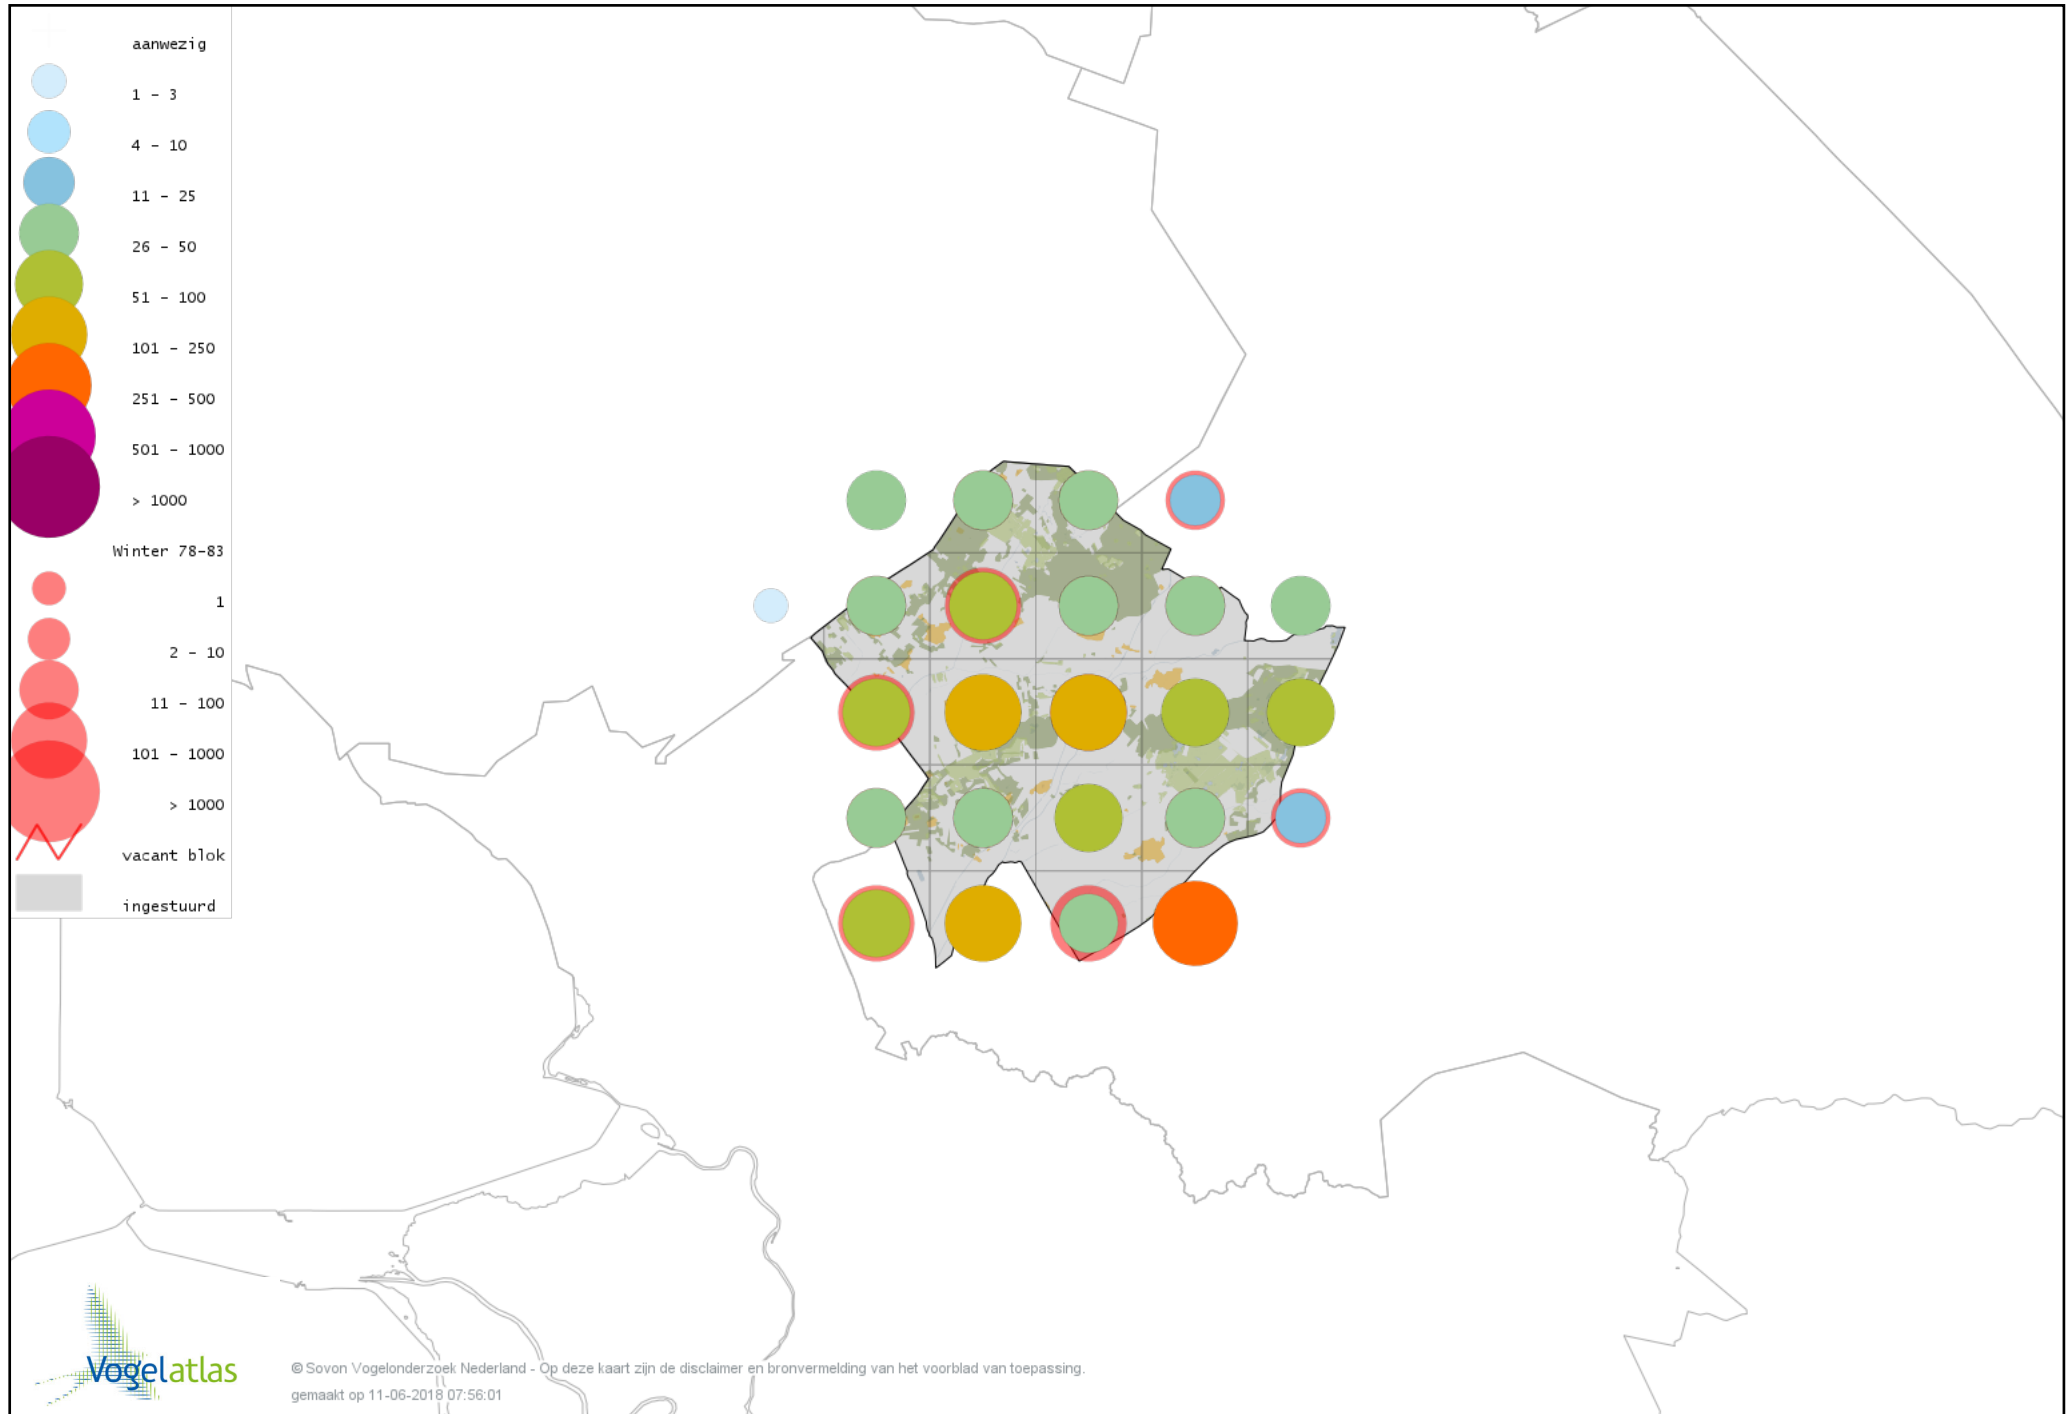 aanwezig
1 - 3
4 - 10
11 - 25
26 - 50
51 - 100
101 - 250
251 - 500
501 - 1000
> 1000
Winter 78-83
1
2 - 10
11 - 100
101 - 1000
> 1000
vacant blok
ingestuurd
Vogelatlas
© Sovon Vogelonderzoek Nederland - Op deze kaart zijn de disclaimer en bronvermelding van het voorblad van toepassing.
gemaakt op 11-06-2018 07:56:01